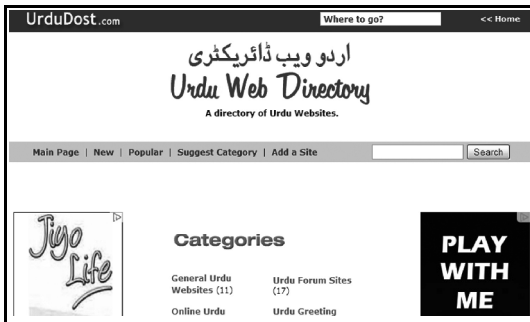 UrduDost.com
Where to go?
<< Home
اردو ویب ڈائریکٹری
Urdu Web Directory
A directory of Urdu Websites.
Main Page | New | Popular | Suggest Category | Add a Site
Search
Jiyo
Life
Categories
General Urdu
Websites (11)
Urdu Forum Sites
(17)
Online Urdu
Urdu Greeting
PLAY
WITH
ME